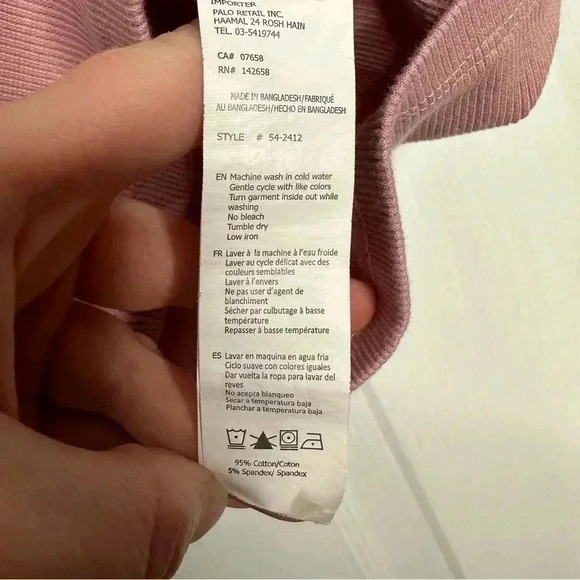 IMPORTER
PALO RETAIL INC.
HAAMAL 24 ROSH HAIN
TEL. 03-5419744
CA# 07658
RN# 142658
MADE IN BANGLADESH/FABRIQUÉ
AU BANGLADESH/HECHO EN BANGLADESH
STYLE # 54-2412
EN Machine wash in cold water
Gentle cycle with like colors
Turn garment inside out while
washing
No bleach
Tumble dry
Low iron
FR Laver à la machine à l'eau froide
Laver au cycle délicat avec des
couleurs semblables
Laver à l'envers
Ne pas user d'agent de
blanchiment
Sécher par culbutage à basse
température
Repasser à basse température
ES Lavar en maquina en agua fria
Ciclo suave con colores iguales
Dar vuelta la ropa para lavar del
reves
No acepta blanqueo
Secar a temperatura baja
Planchar a temperatura baja
95% Cotton/Coton
5% Spandex/ Spandex